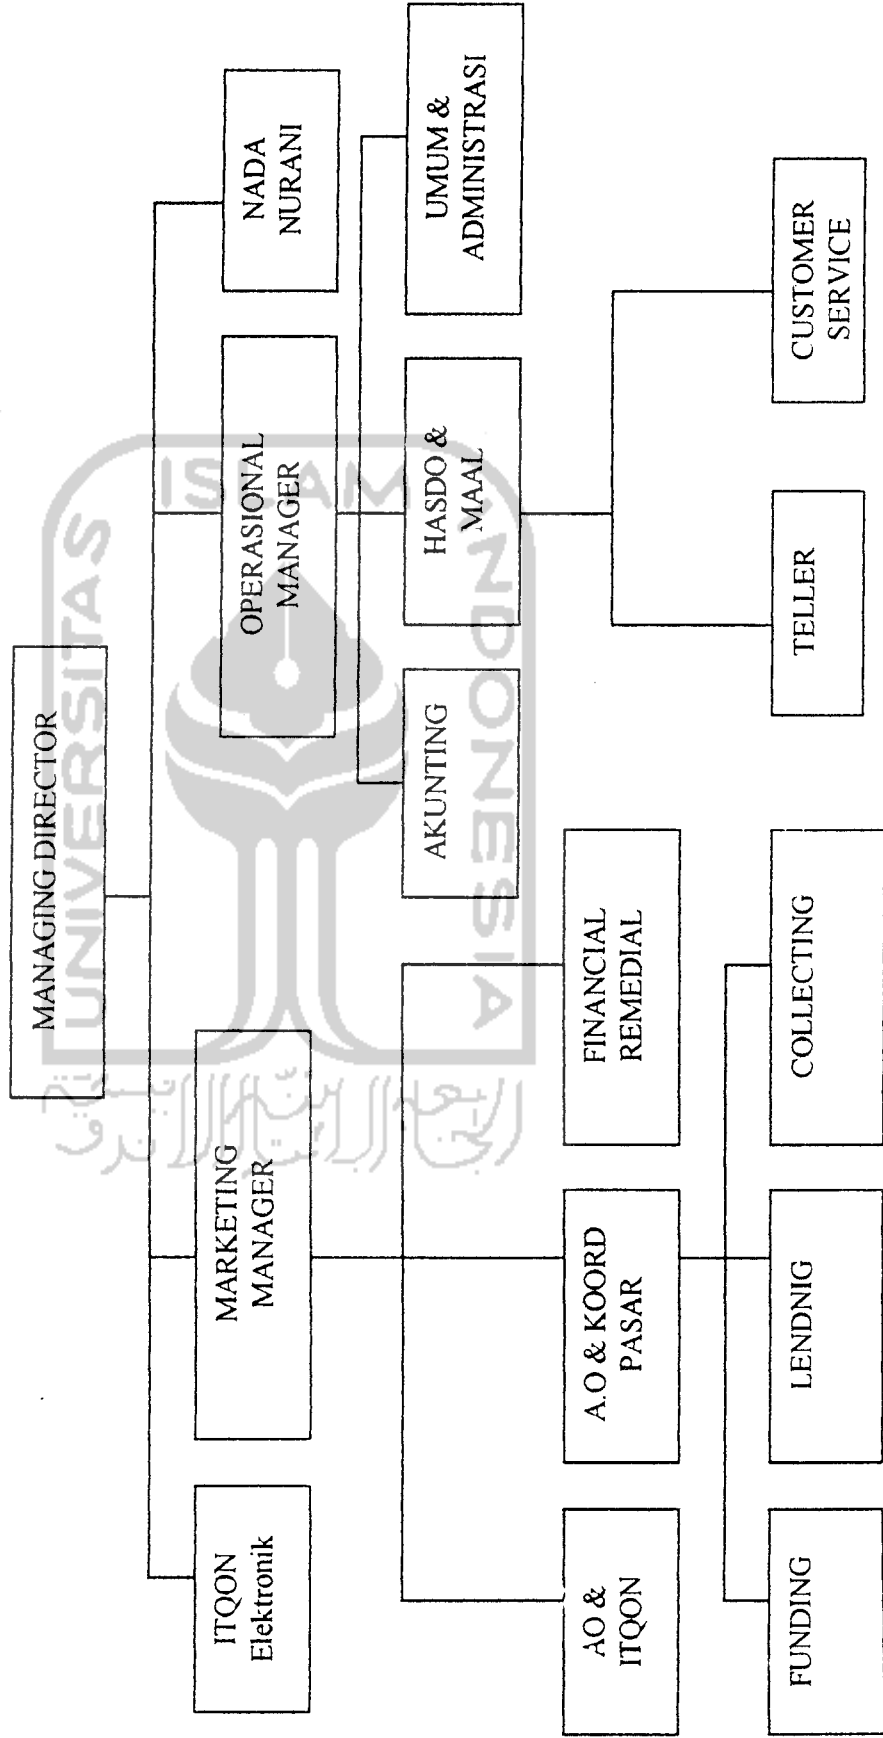 MANAGING DIRECTOR
ITQON
Elektronik
MARKETING
MANAGER
OPERASIONAL
MANAGER
NADA
NURANI
AKUNTING
HASDO &
MAAL
UMUM &
ADMINISTRASI
AO &
ITQON
A.O & KOORD
PASAR
FINANCIAL
REMEDIAL
FUNDING
LENDNIG
COLLECTING
TELLER
CUSTOMER
SERVICE
UNIVERSITAS
ISLAM
INDONESIA